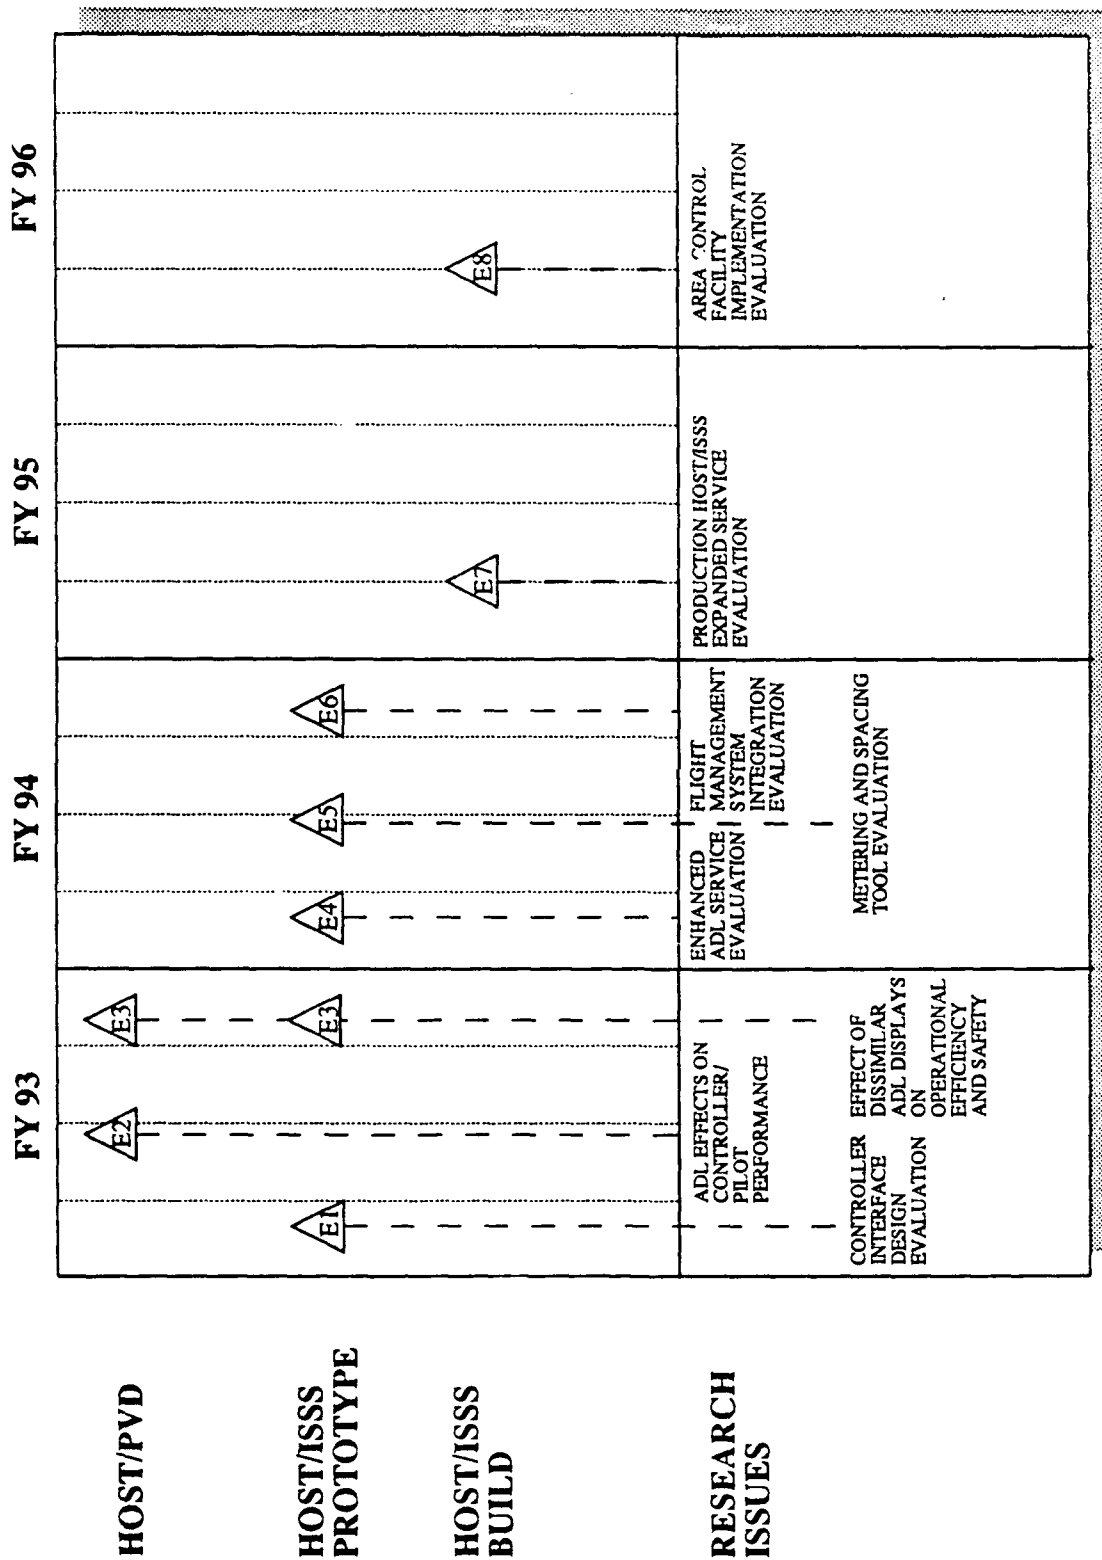 FY 93
FY 94
FY 95
FY 96
HOST/PVD
E2
E3
HOST/ISSS
PROTOTYPE
E1
E3
E4
E5
E6
HOST/ISSS
BUILD
E7
E8
RESEARCH
ISSUES
ADL EFFECTS ON
CONTROLLER/
PILOT
PERFORMANCE
ENHANCED
ADL SERVICE
EVALUATION
FLIGHT
MANAGEMENT
SYSTEM
INTEGRATION
EVALUATION
PRODUCTION HOST/ISSS
EXPANDED SERVICE
EVALUATION
AREA CONTROL
FACILITY
IMPLEMENTATION
EVALUATION
CONTROLLER
INTERFACE
DESIGN
EVALUATION
EFFECT OF
DISSIMILAR
ADL DISPLAYS
ON
OPERATIONAL
EFFICIENCY
AND SAFETY
METERING AND SPACING
TOOL EVALUATION